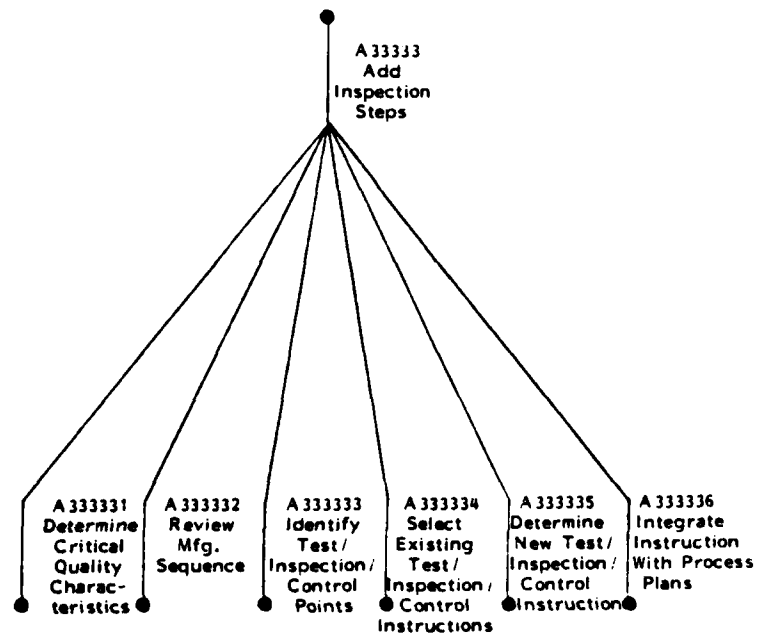 A33333
Add
Inspection
Steps
A333331
Determine
Critical
Quality
Charac-
teristics
A333332
Review
Mfg.
Sequence
A333333
Identify
Test/
Inspection/
Control
Points
A333334
Select
Existing
Test/
Inspection/
Control
Instructions
A333335
Determine
New Test/
Inspection/
Control
Instruction
A333336
Integrate
Instruction
With Process
Plans